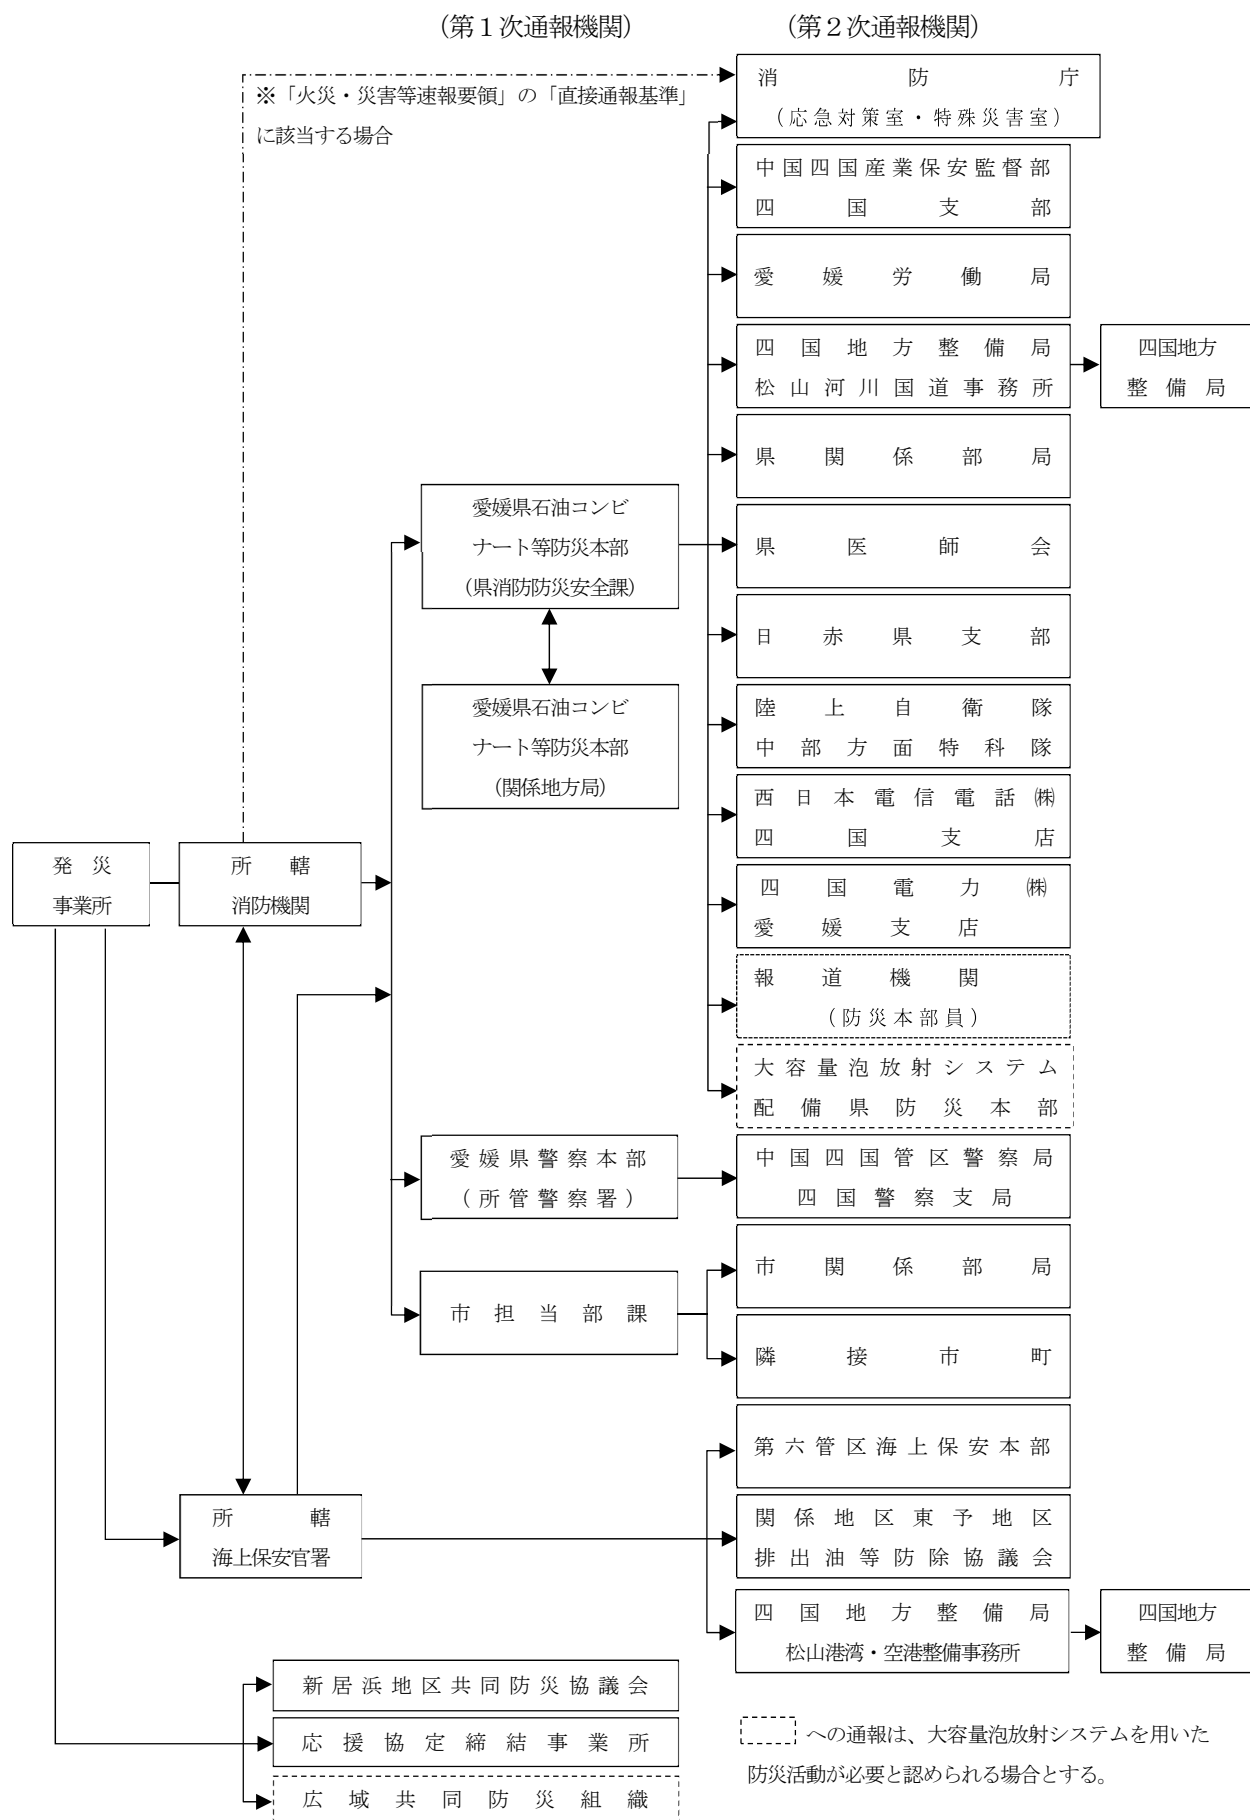 (第１次通報機関)
(第２次通報機関)
※「火災・災害等速報要領」の「直接通報基準」
に該当する場合
消防庁
(応急対策室・特殊災害室)
中国四国産業保安監督部
四国支部
愛媛労働局
四国地方整備局
松山河川国道事務所
四国地方
整備局
県関係部局
愛媛県石油コンビ
ナート等防災本部
(県消防防災安全課)
県医師会
日赤県支部
愛媛県石油コンビ
ナート等防災本部
(関係地方局)
陸上自衛隊
中部方面特科隊
西日本電信電話㈱
四国支店
発災
事業所
所轄
消防機関
四国電力㈱
愛媛支店
報道機関
(防災本部員)
大容量泡放射システム
配備県防災本部
愛媛県警察本部
(所管警察署)
中国四国管区警察局
四国警察支局
市担当部課
市関係部局
隣接市町
第六管区海上保安本部
所轄
海上保安官署
関係地区東予地区
排出油等防除協議会
四国地方整備局
松山港湾・空港整備事務所
四国地方
整備局
新居浜地区共同防災協議会
応援協定締結事業所
広域共同防災組織
への通報は、大容量泡放射システムを用いた
防災活動が必要と認められる場合とする。